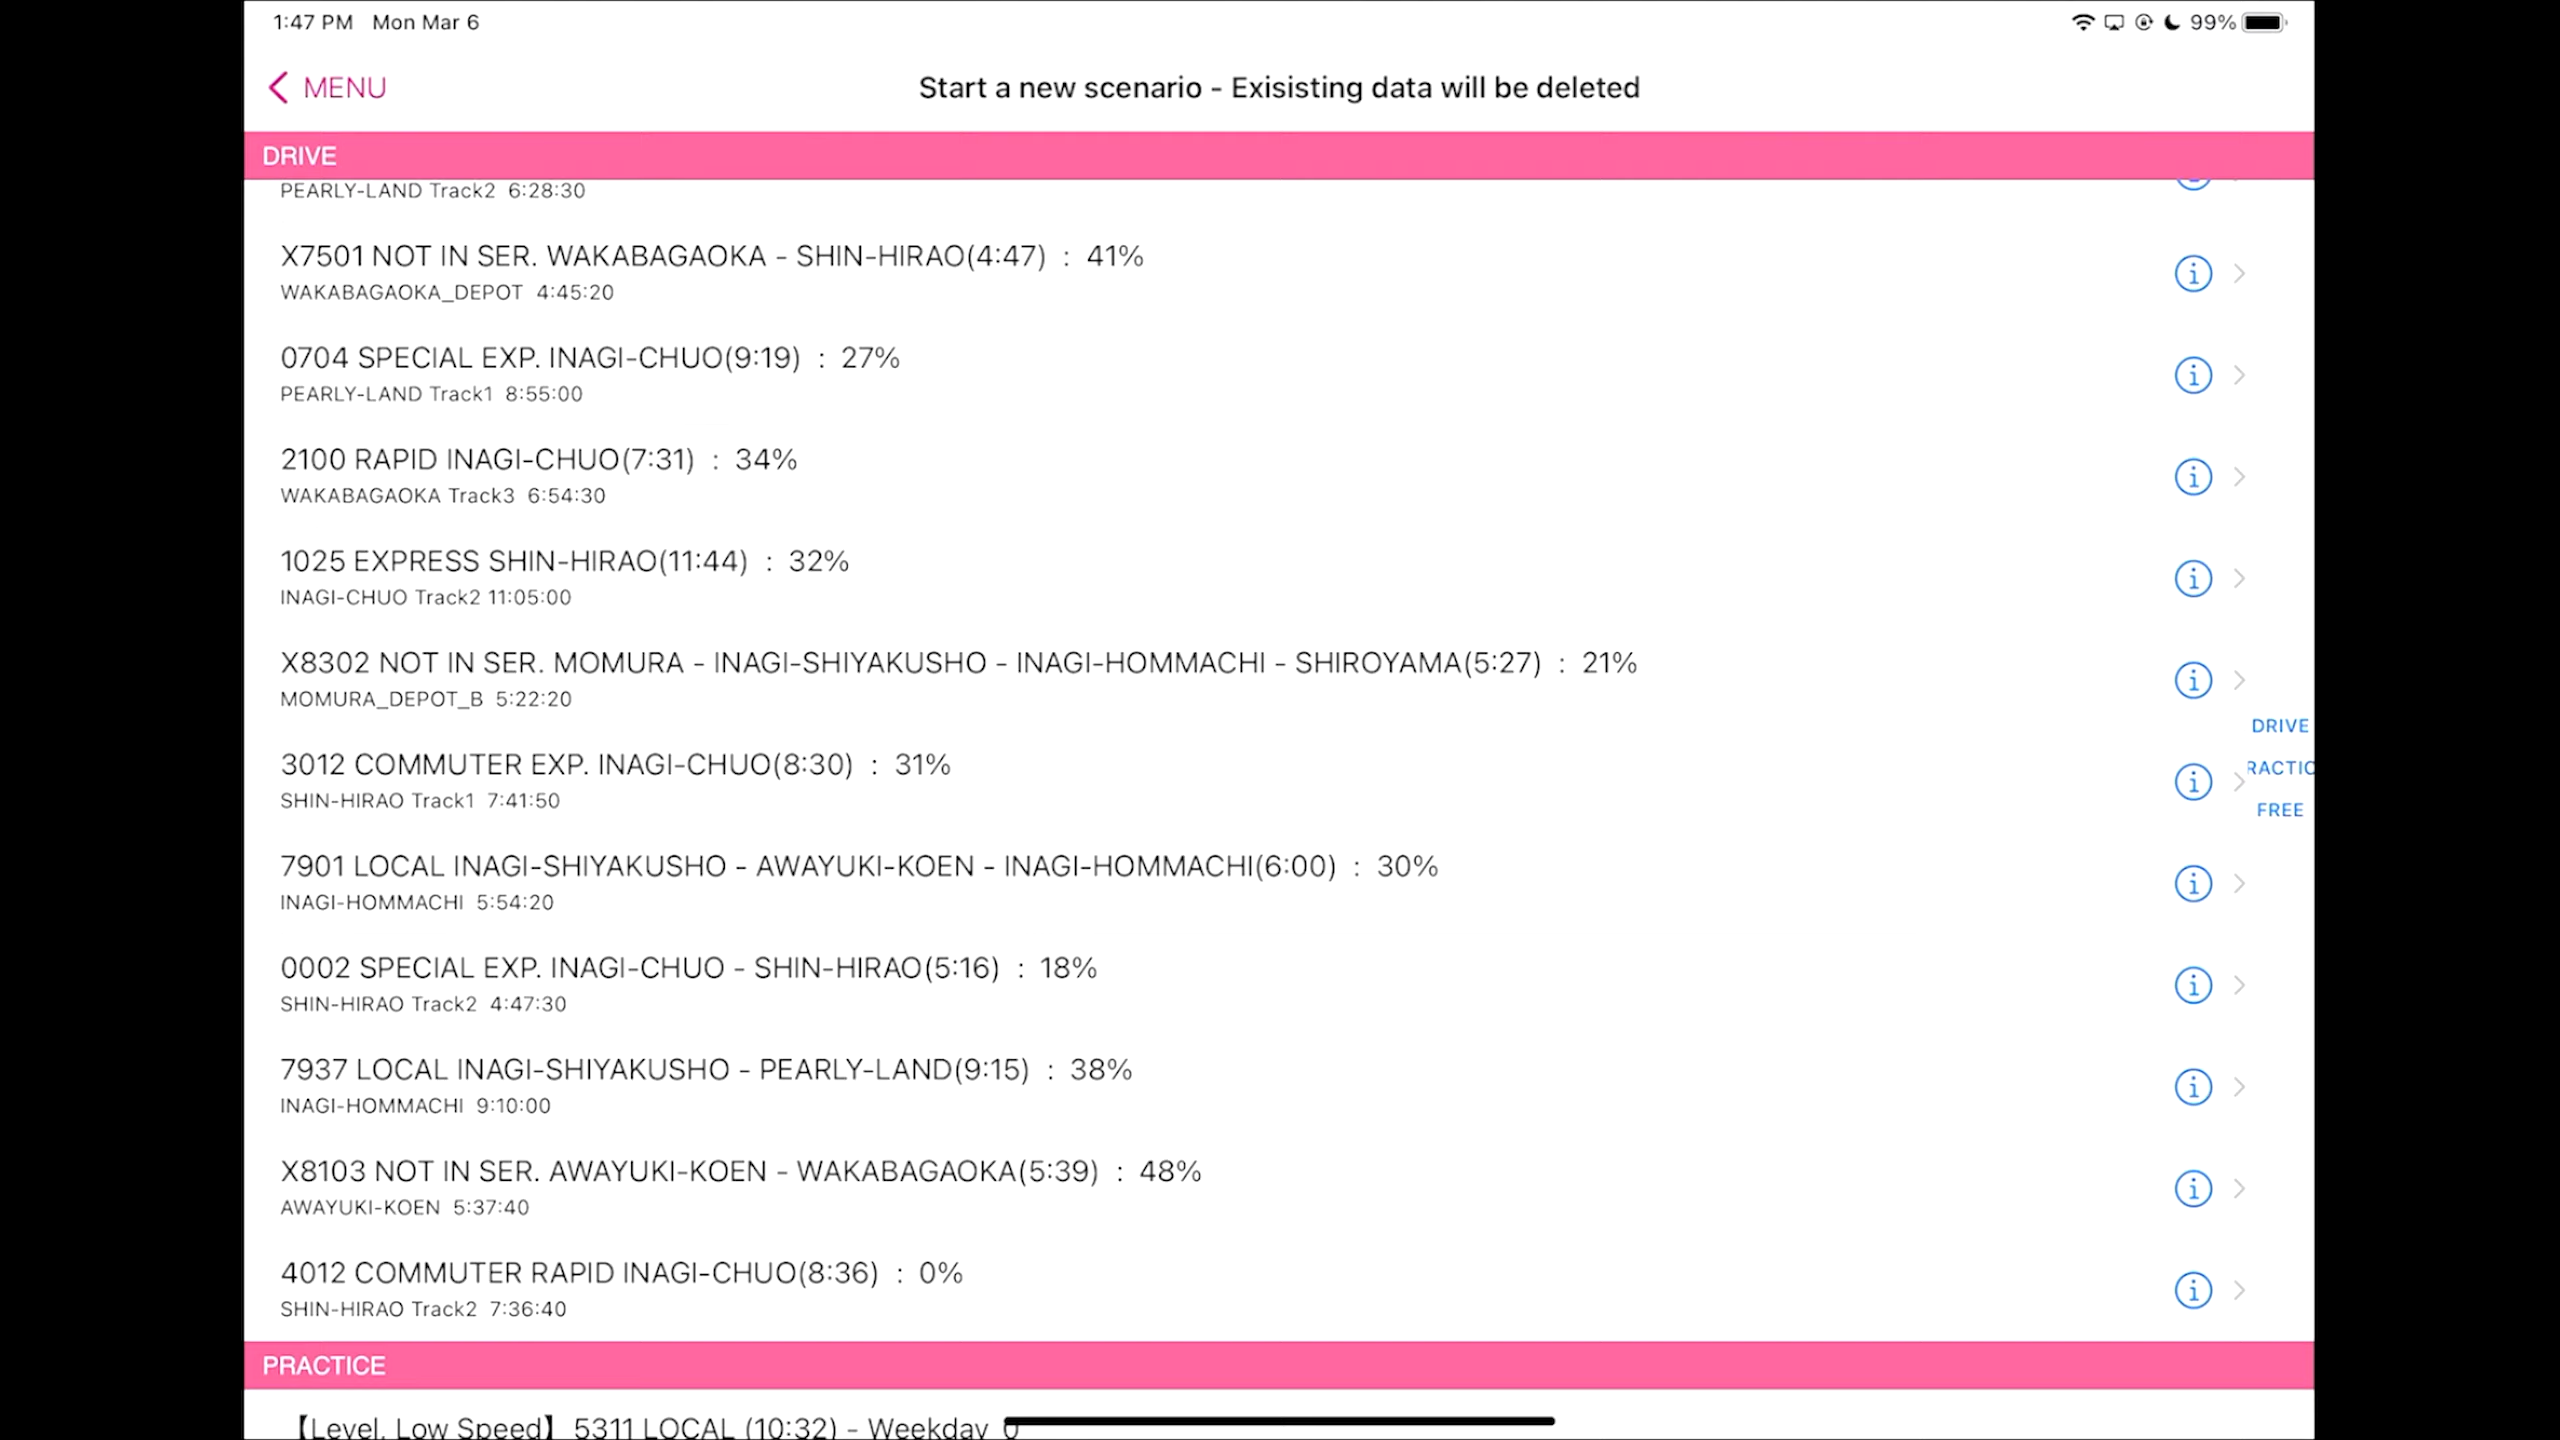 1:47 PM Mon Mar 6
99%
MENU
Start a new scenario - Exisisting data will be deleted
DRIVE
PEARLY-LAND Track2 6:28:30
X7501 NOT IN SER. WAKABAGAOKA - SHIN-HIRAO(4:47) : 41%
WAKABAGAOKA_DEPOT 4:45:20
0704 SPECIAL EXP. INAGI-CHUO(9:19) : 27%
PEARLY-LAND Track1 8:55:00
2100 RAPID INAGI-CHUO(7:31) : 34%
WAKABAGAOKA Track3 6:54:30
1025 EXPRESS SHIN-HIRAO(11:44) : 32%
INAGI-CHUO Track2 11:05:00
X8302 NOT IN SER. MOMURA - INAGI-SHIYAKUSHO - INAGI-HOMMACHI - SHIROYAMA(5:27) : 21%
MOMURA_DEPOT_B 5:22:20
DRIVE
3012 COMMUTER EXP. INAGI-CHUO(8:30) : 31%
RACTIC
SHIN-HIRAO Track1 7:41:50
FREE
7901 LOCAL INAGI-SHIYAKUSHO - AWAYUKI-KOEN - INAGI-HOMMACHI(6:00) : 30%
INAGI-HOMMACHI 5:54:20
0002 SPECIAL EXP. INAGI-CHUO - SHIN-HIRAO(5:16) : 18%
SHIN-HIRAO Track2 4:47:30
7937 LOCAL INAGI-SHIYAKUSHO - PEARLY-LAND(9:15) : 38%
INAGI-HOMMACHI 9:10:00
X8103 NOT IN SER. AWAYUKI-KOEN - WAKABAGAOKA(5:39) : 48%
AWAYUKI-KOEN 5:37:40
4012 COMMUTER RAPID INAGI-CHUO(8:36) : 0%
SHIN-HIRAO Track2 7:36:40
PRACTICE
【Level, Low Speed】 5311 LOCAL (10:32) - Weekday